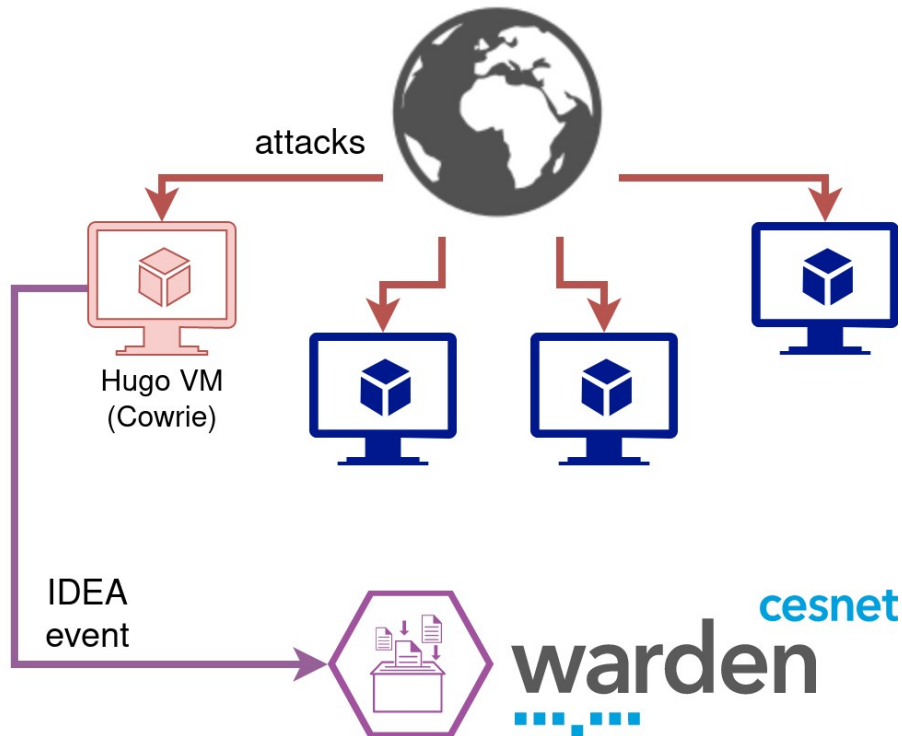 attacks
Hugo VM
(Cowrie)
IDEA
event
cesnet
warden